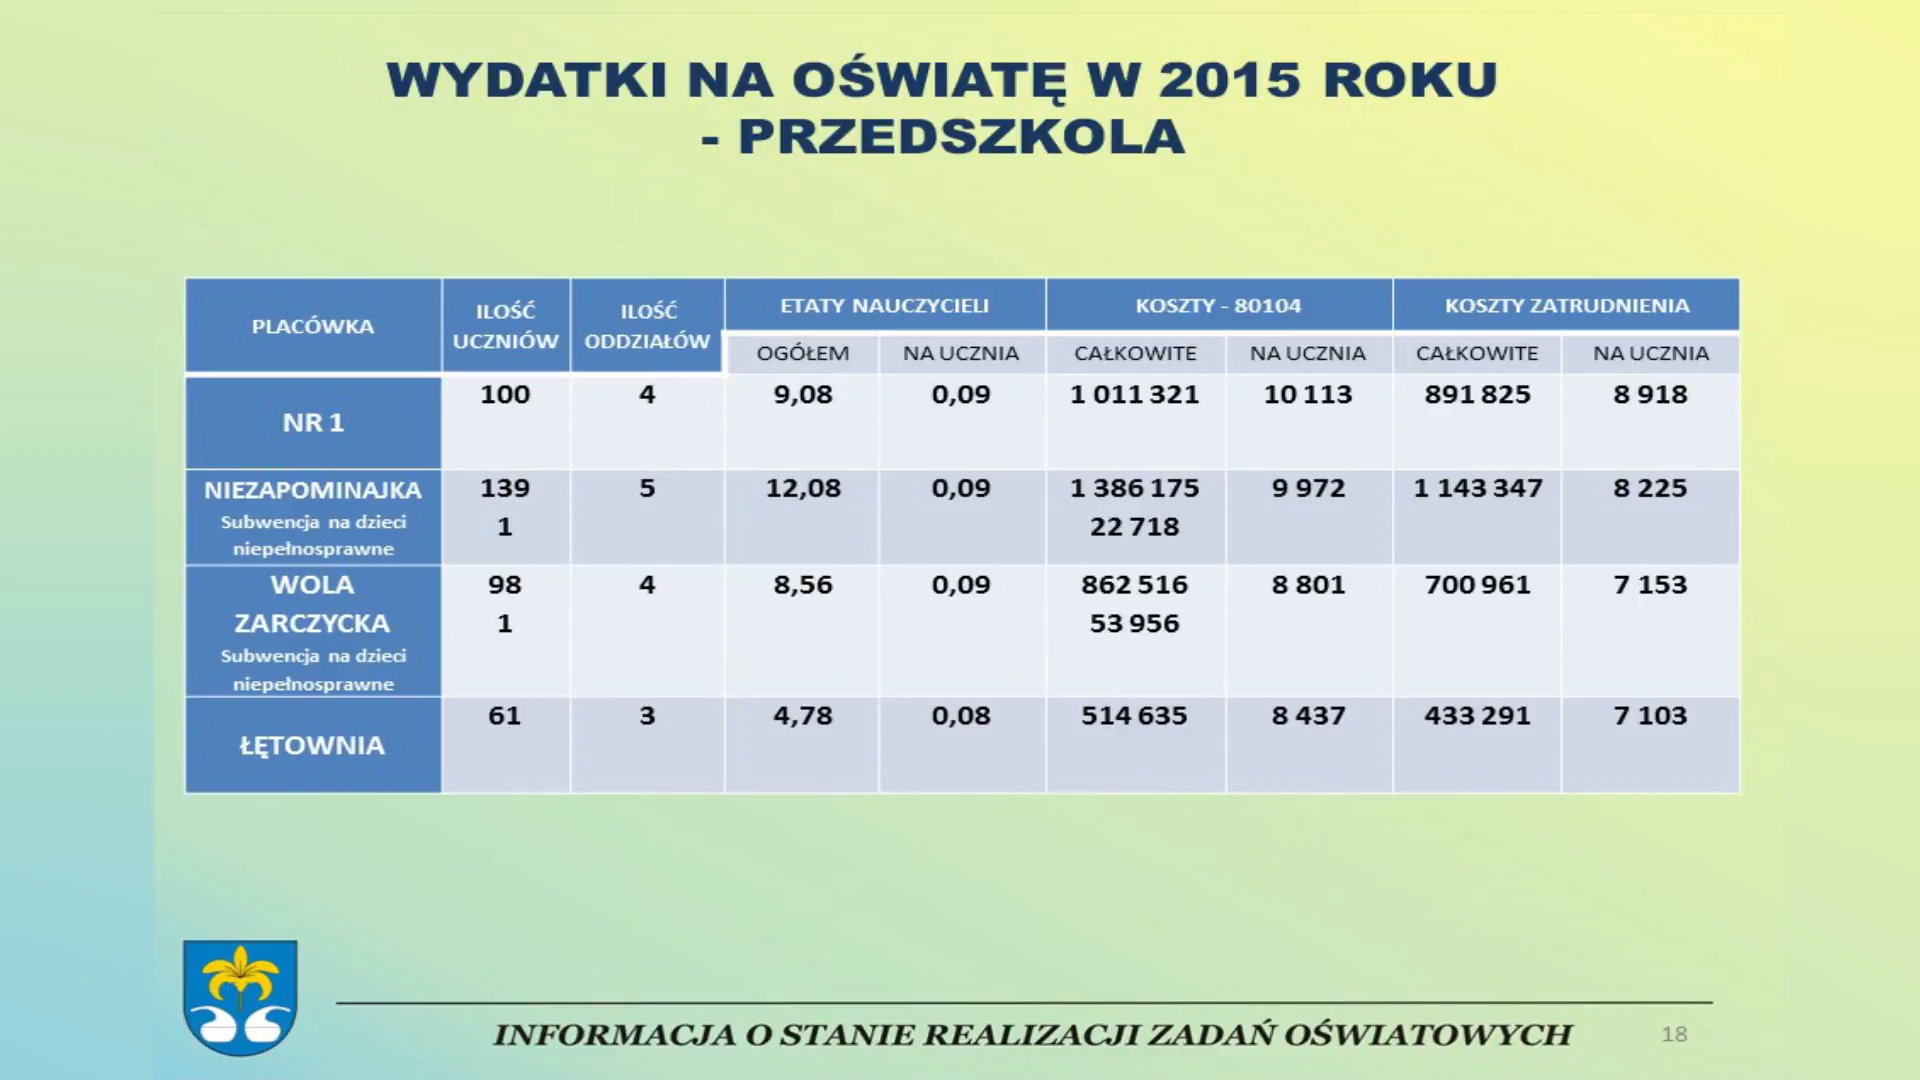 WYDATKI NA OŚWIATĘ W 2015 ROKU
- PRZEDSZKOLA
PLACÓWKA ILOŚĆ UCZNIÓW ILOŚĆ ODDZIAŁÓW ETATY NAUCZYCIELI KOSZTY - 80104 KOSZTY ZATRUDNIENIA
OGÓŁEM NA UCZNIA CAŁKOWITE NA UCZNIA CAŁKOWITE NA UCZNIA
NR 1 100 4 9,08 0,09 1 011 321 10 113 891 825 8 918
NIEZAPOMINAJKA 139 5 12,08 0,09 1 386 175 9 972 1 143 347 8 225
Subwencja na dzieci 1 22 718
niepełnosprawne
WOLA 98 4 8,56 0,09 862 516 8 801 700 961 7 153
ZARCZYCKA 1 53 956
Subwencja na dzieci
niepełnosprawne
ŁĘTOWNIA 61 3 4,78 0,08 514 635 8 437 433 291 7 103
INFORMACJA O STANIE REALIZACJI ZADAŃ OŚWIATOWYCH 18